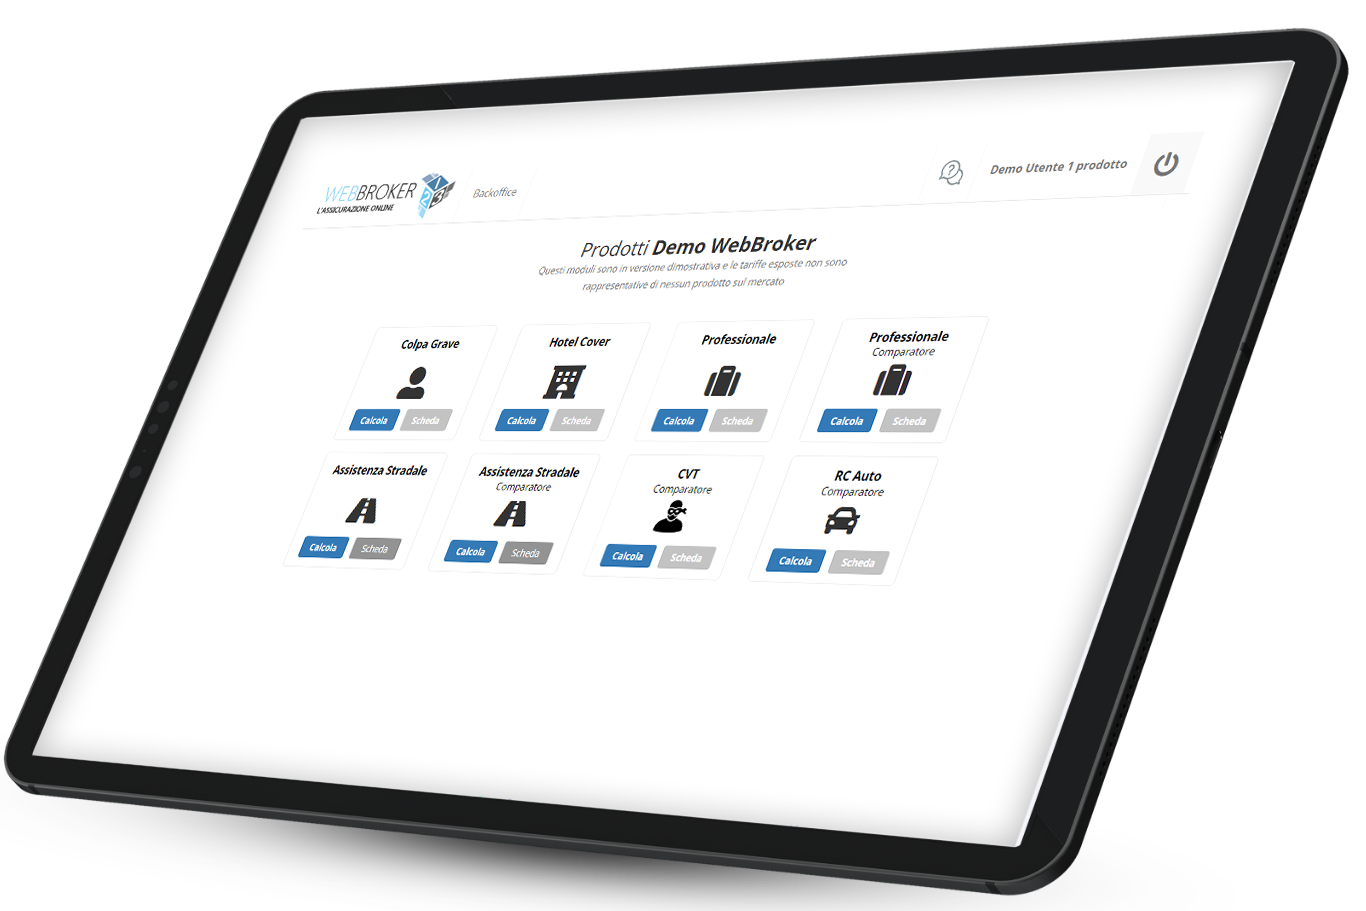 WEBBROKER
L'ASSICURAZIONE ONLINE
1
2
3
Backoffice
?
Demo Utente 1 prodotto
Prodotti Demo WebBroker
Questi moduli sono in versione dimostrativa e le tariffe esposte non sono
rappresentative di nessun prodotto sul mercato
Colpa Grave
Calcola Scheda
Hotel Cover
Calcola Scheda
Professionale
Calcola Scheda
Professionale
Comparatore
Calcola Scheda
Assistenza Stradale
Calcola Scheda
Assistenza Stradale
Comparatore
Calcola Scheda
CVT
Comparatore
Calcola Scheda
RC Auto
Comparatore
Calcola Scheda